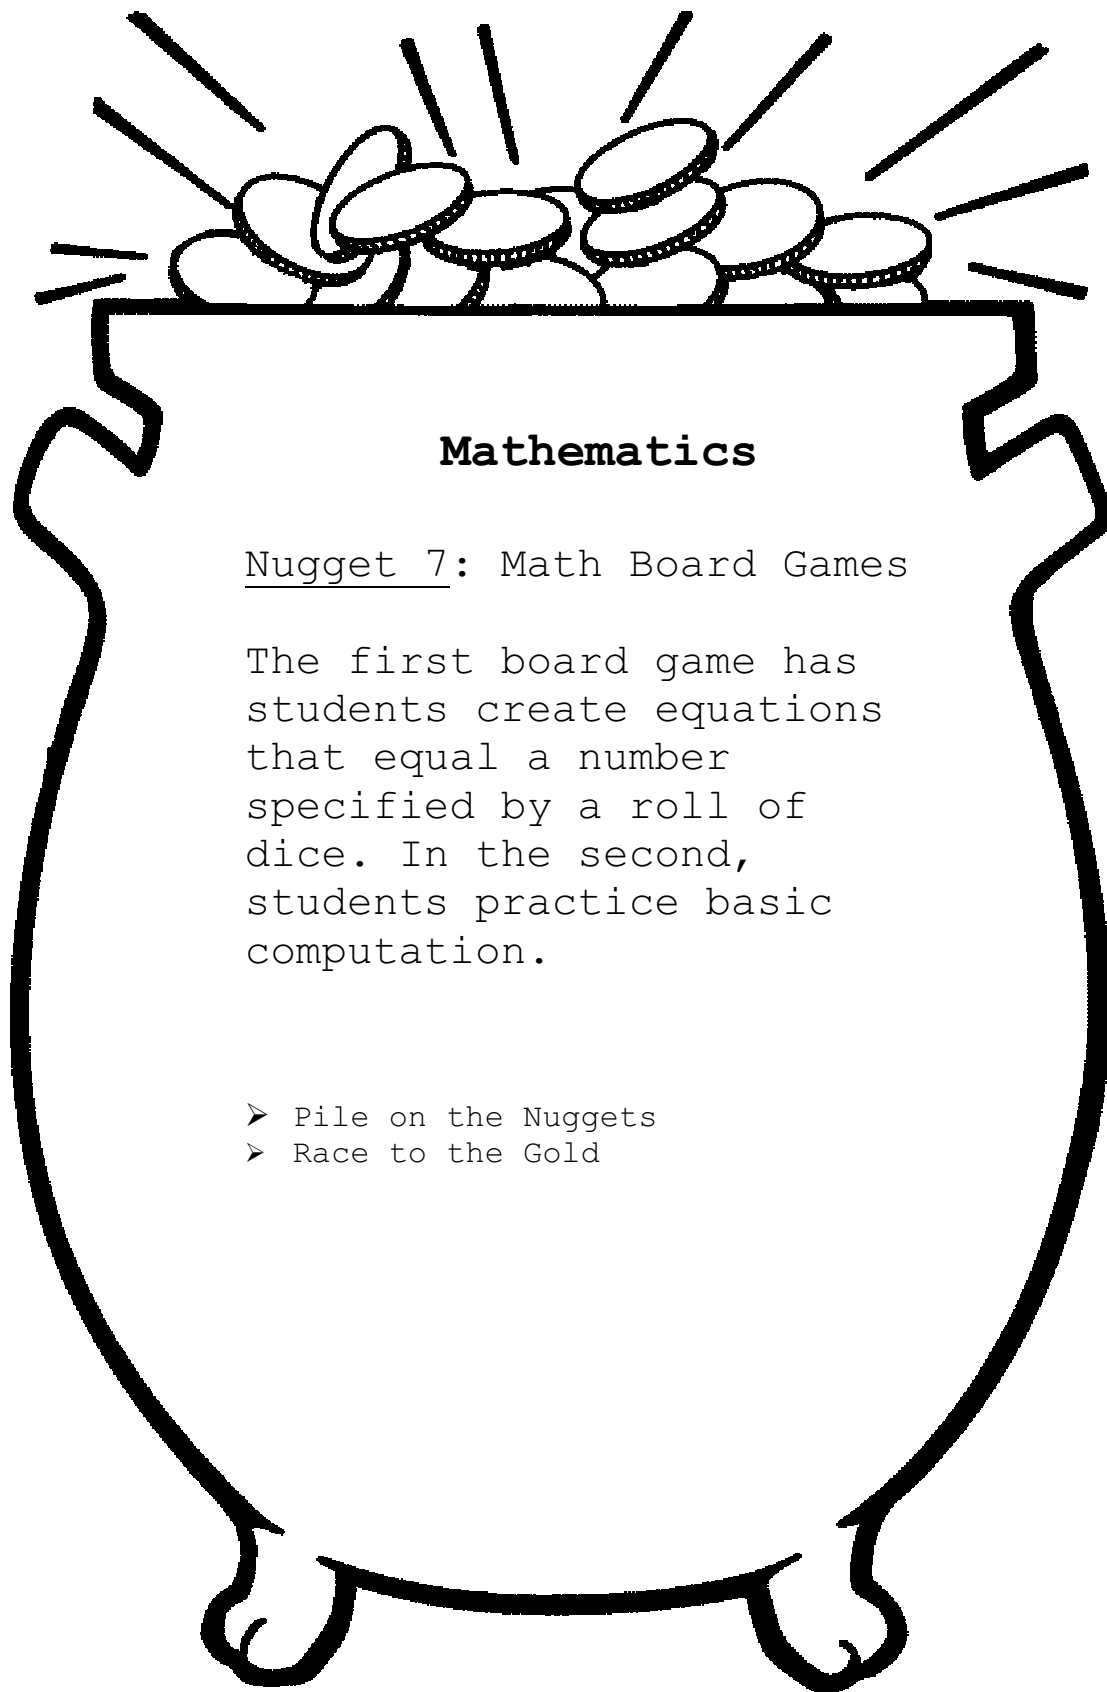 Mathematics
Nugget 7: Math Board Games
The first board game has
students create equations
that equal a number
specified by a roll of
dice. In the second,
students practice basic
computation.
➢ Pile on the Nuggets
➢ Race to the Gold